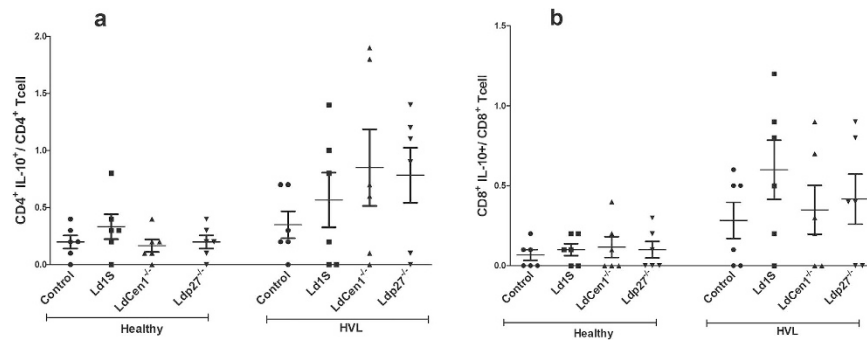 a
CD4⁺ IL-10⁺/ CD4⁺ Tcell
2.0
1.5
1.0
0.5
0.0
Control
Ld1S
LdCen1⁻/⁻
Ldp27⁻/⁻
Control
Ld1S
LdCen1⁻/⁻
Ldp27⁻/⁻
Healthy
HVL
b
CD8⁺ IL-10+/ CD8⁺ Tcell
1.5
1.0
0.5
0.0
Control
Ld1S
LdCen1⁻/⁻
Ldp27⁻/⁻
Control
Ld1S
LdCen1⁻/⁻
Ldp27⁻/⁻
Healthy
HVL